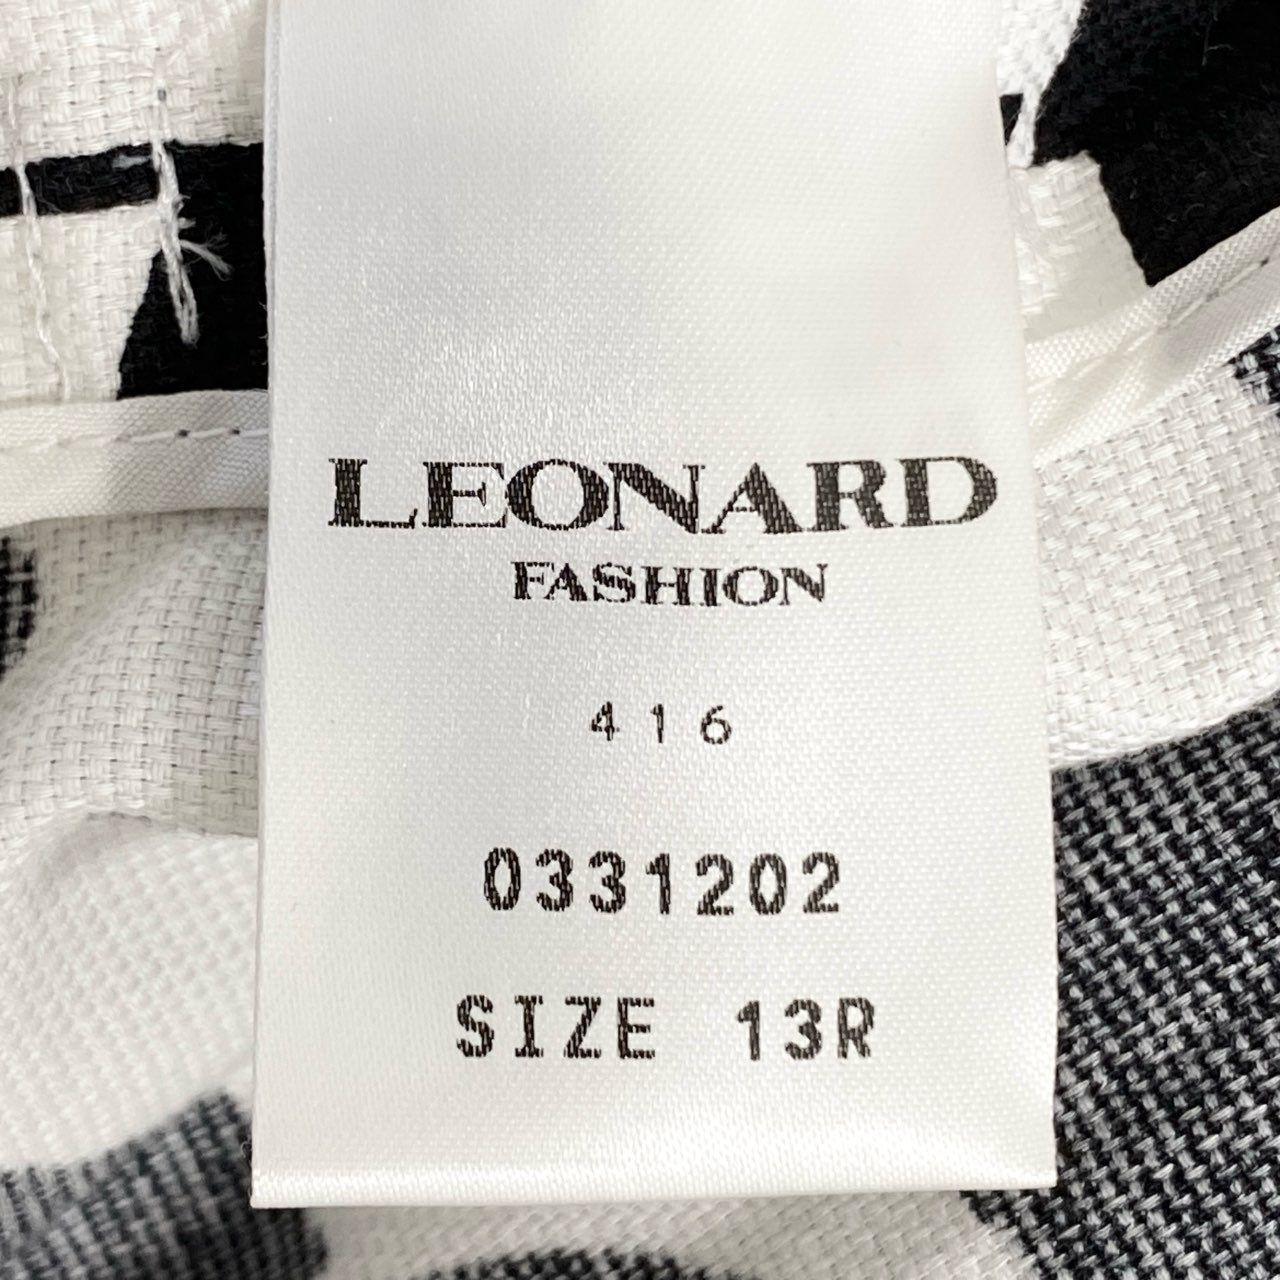 LEONARD
FASHION
416
0331202
SIZE 13R